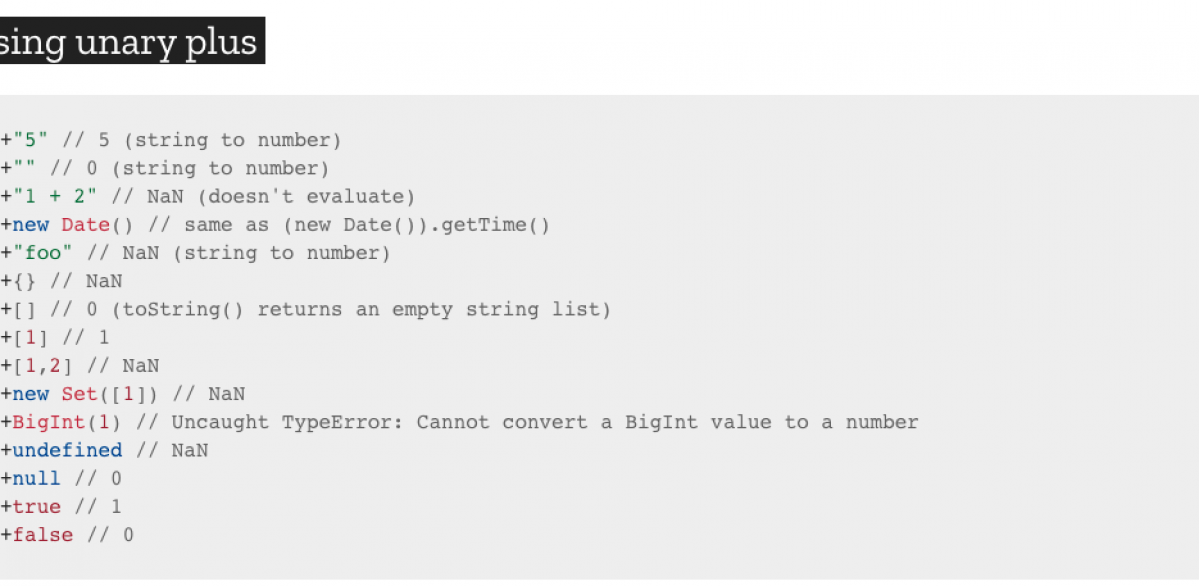 sing unary plus
+"5" // 5 (string to number)
+"" // 0 (string to number)
+"1 + 2" // NaN (doesn't evaluate)
+new Date() // same as (new Date()).getTime()
+"foo" // NaN (string to number)
+{} // NaN
+[] // 0 (toString() returns an empty string list)
+[1] // 1
+[1,2] // NaN
+new Set([1]) // NaN
+BigInt(1) // Uncaught TypeError: Cannot convert a BigInt value to a number
+undefined // NaN
+null // 0
+true // 1
+false // 0